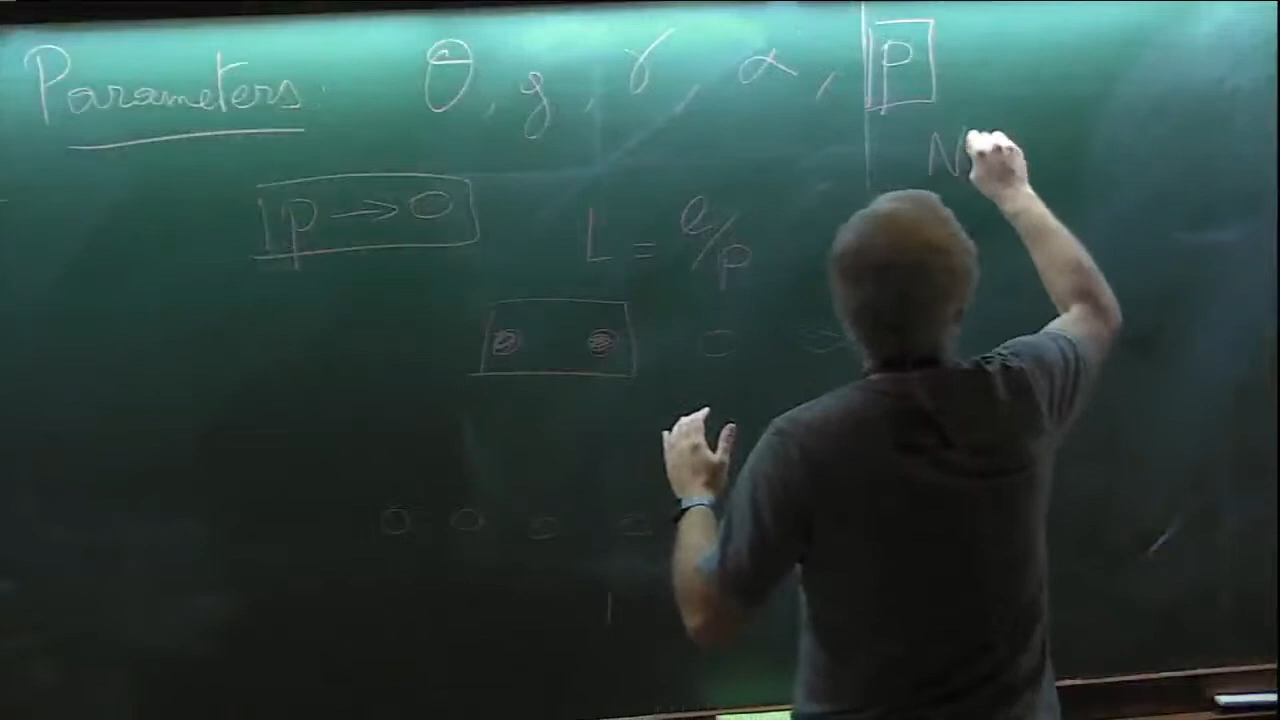 Parameters: θ, g, γ, α, p
N
p → 0
L = e/p